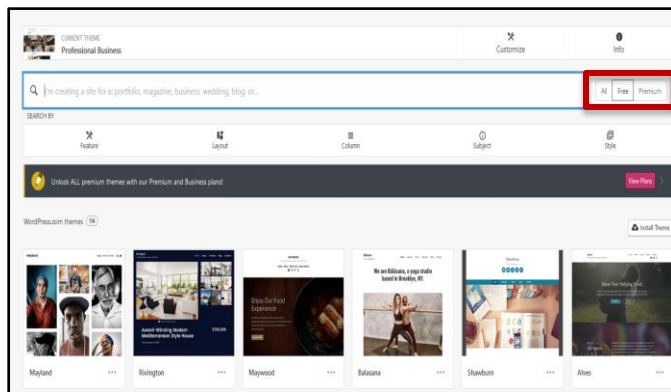 CURRENT THEME
Professional Business
Customize
Info
I'm creating a site for a: portfolio, magazine, business, wedding, blog, or...
All Free Premium
SEARCH BY
Feature Layout Column Subject Style
Unlock ALL premium themes with our Premium and Business plans!
View Plans
WordPress.com themes
Install Theme
Mayland
Award-Winning Modern
Mediterranean Style House
Enjoy Our Food
Experience
We are Balasana, a yoga studio
based in Brooklyn, NY.
Shawburn
Mayland Rivington Maywood Balasana Shawburn Alves